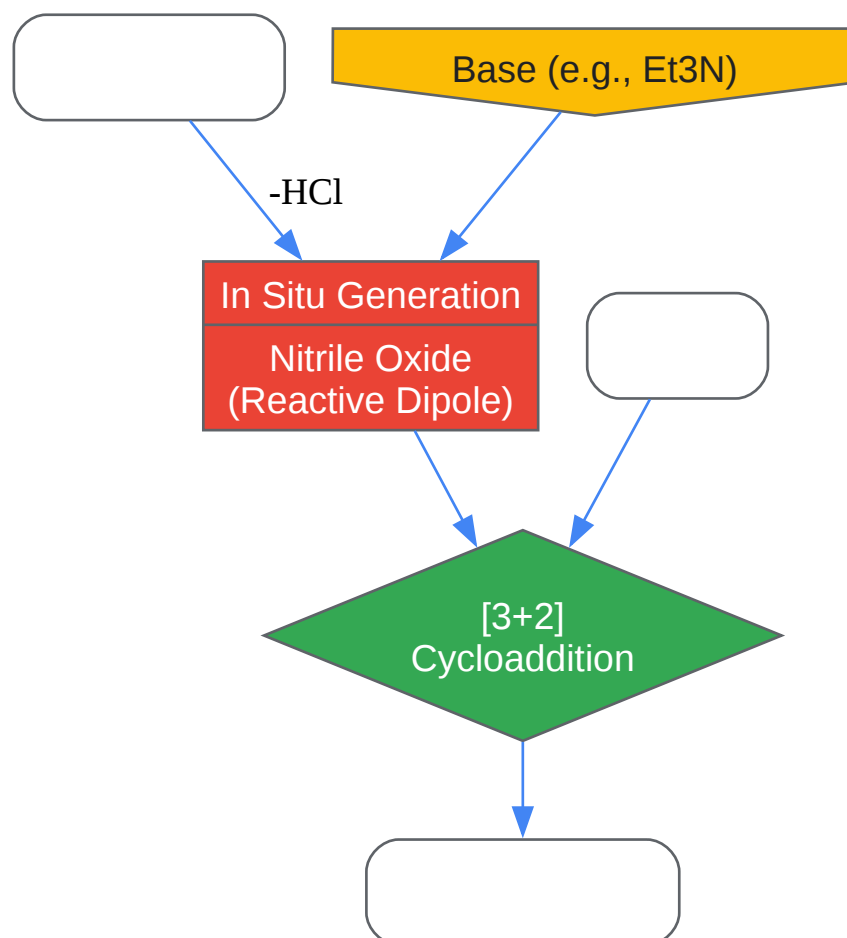 Base (e.g., Et3N)
-HCl
In Situ Generation
Nitrile Oxide
(Reactive Dipole)
[3+2]
Cycloaddition